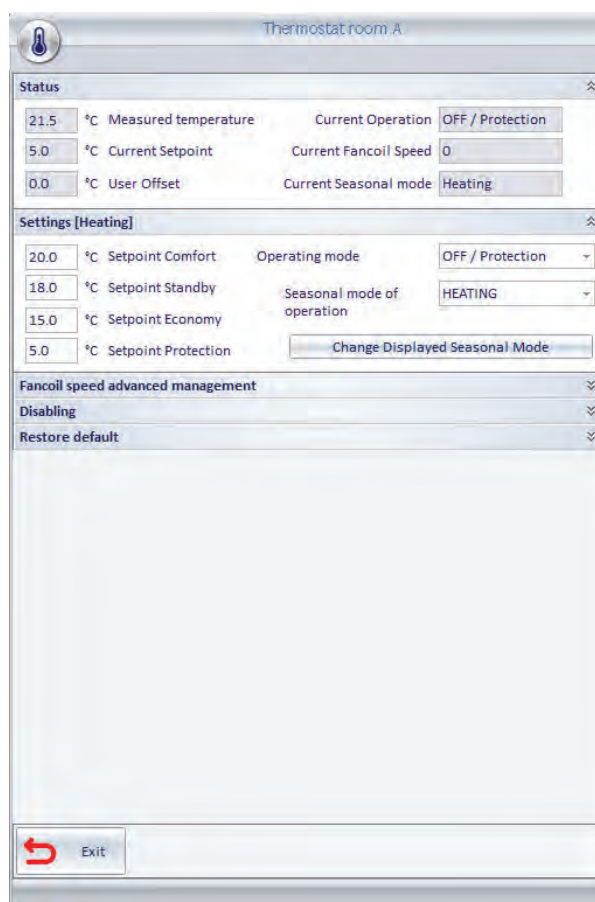 Thermostat room A
Status
21.5 °C Measured temperature Current Operation OFF / Protection
5.0 °C Current Setpoint Current Fancoil Speed 0
0.0 °C User Offset Current Seasonal mode Heating
Settings [Heating]
20.0 °C Setpoint Comfort Operating mode OFF / Protection
18.0 °C Setpoint Standby Seasonal mode of operation HEATING
15.0 °C Setpoint Economy
5.0 °C Setpoint Protection Change Displayed Seasonal Mode
Fancoil speed advanced management
Disabling
Restore default
Exit